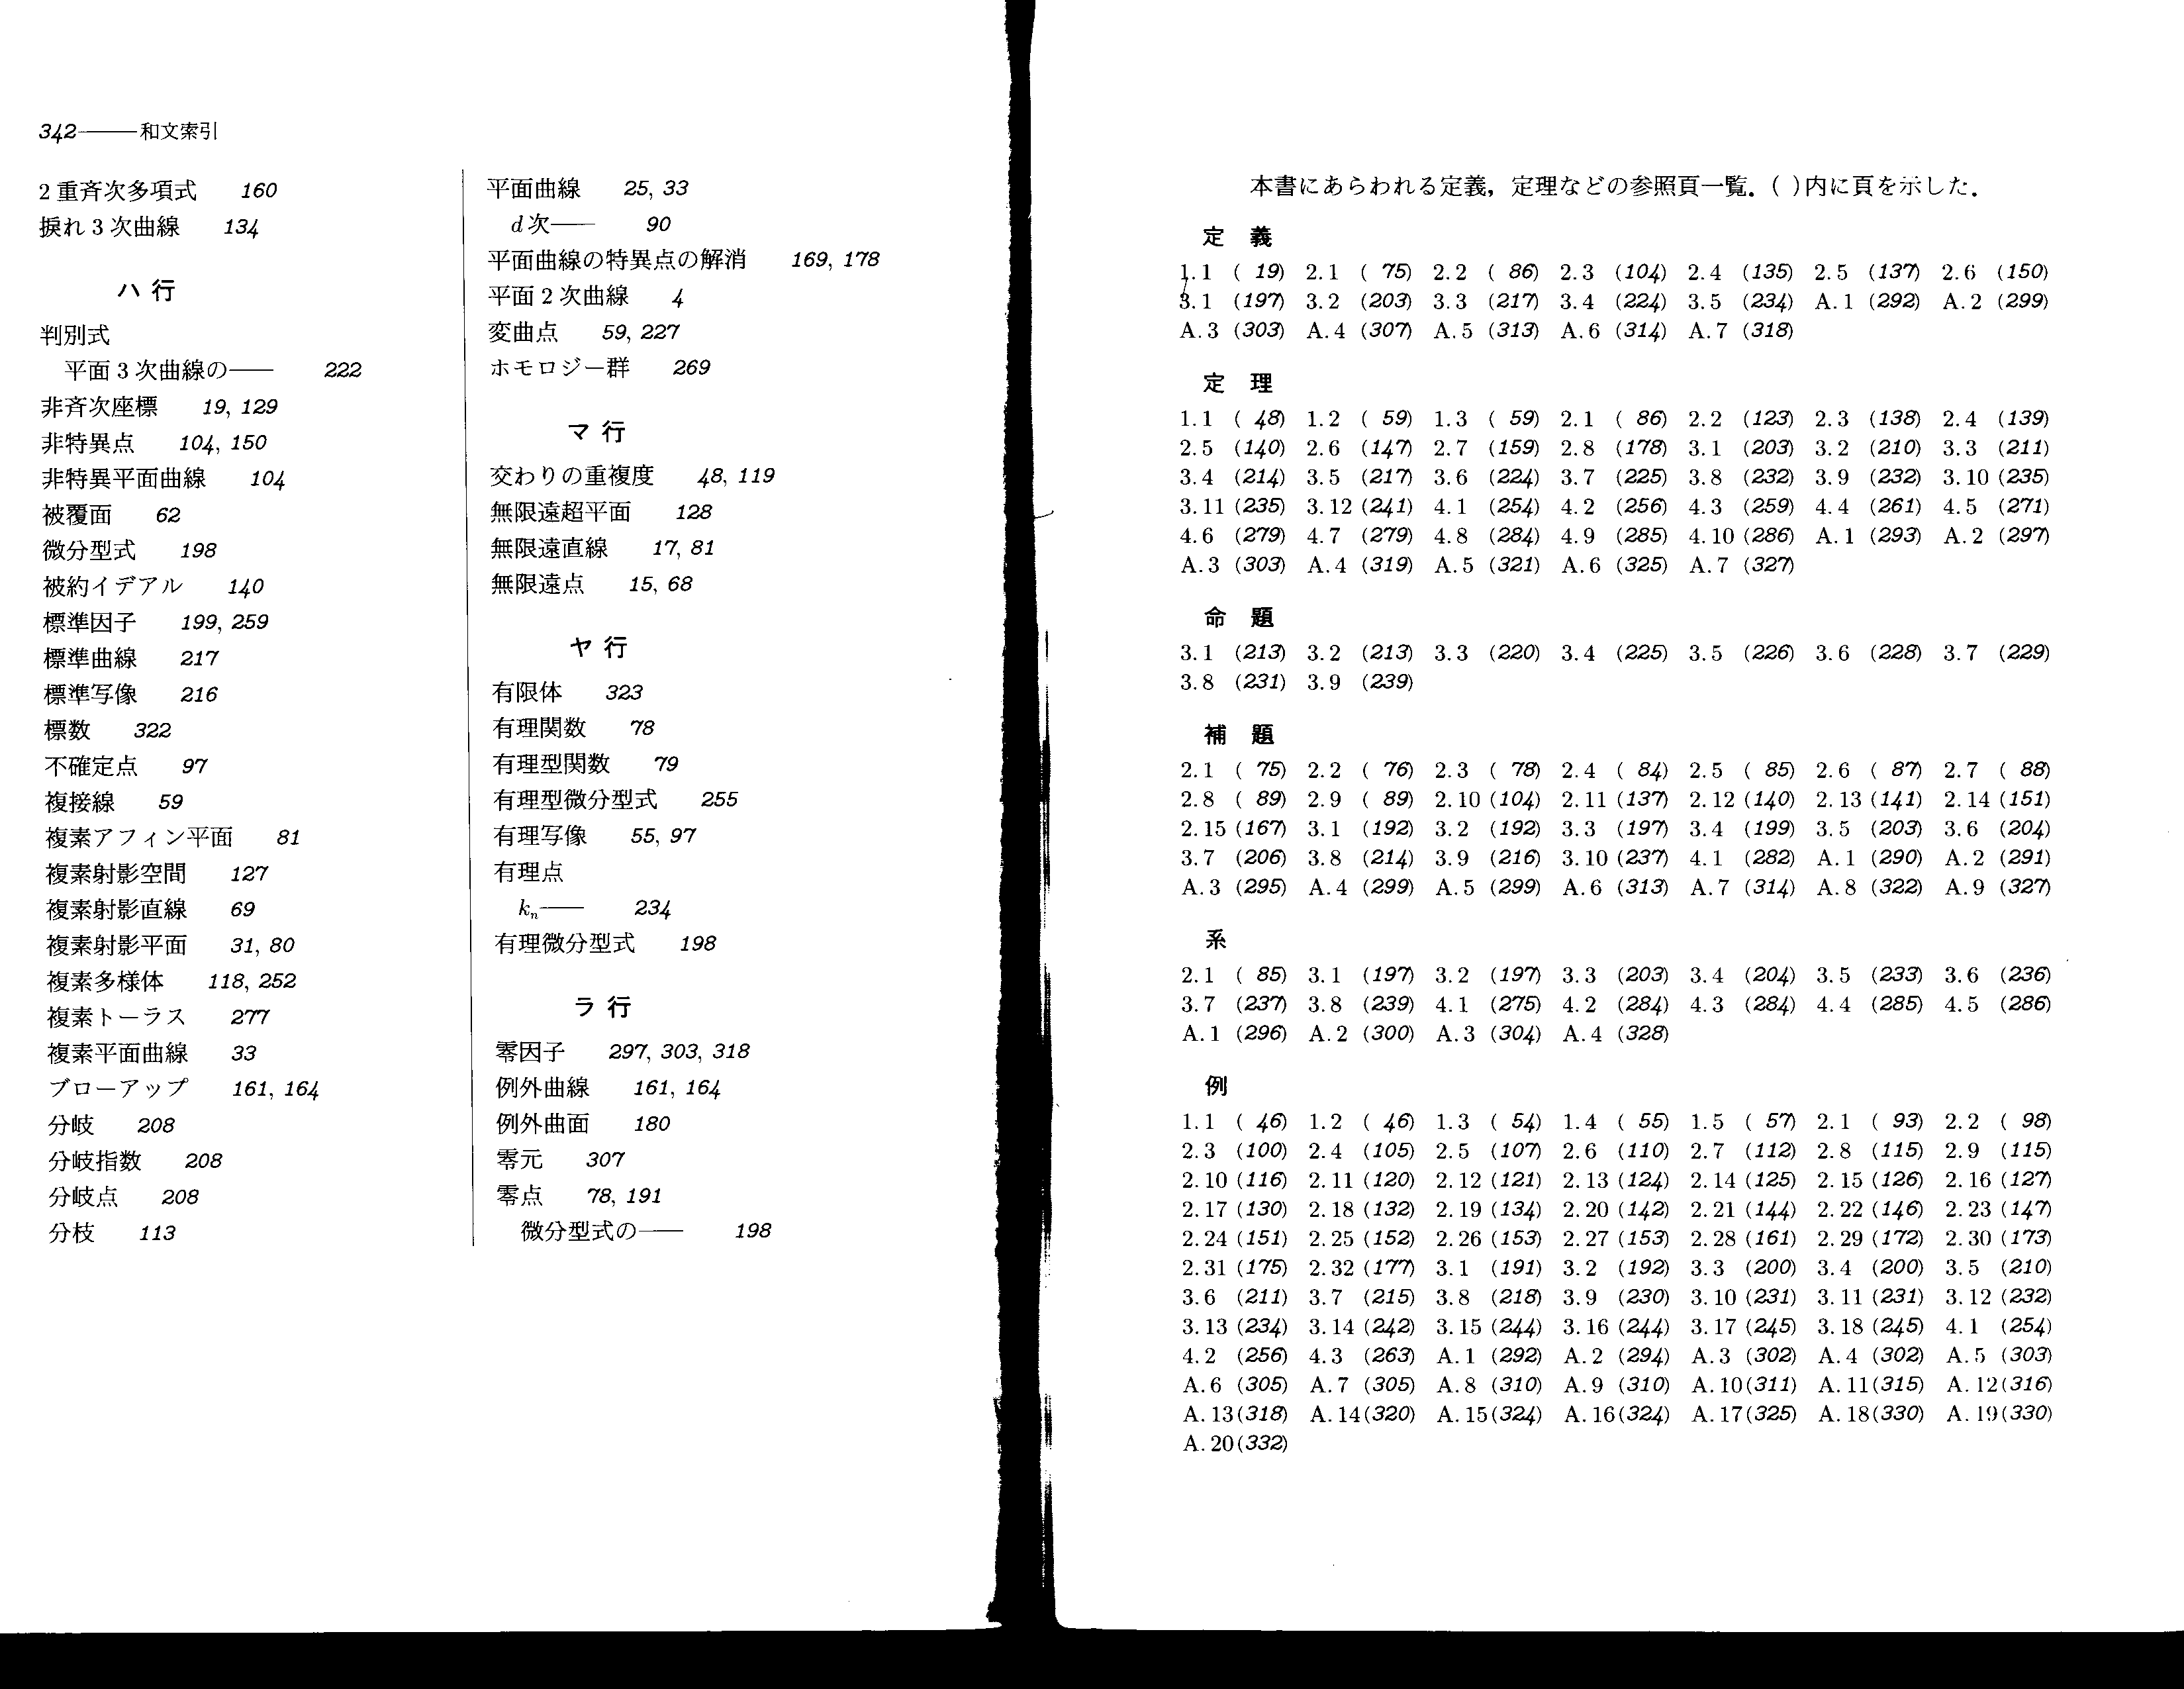 342——和文索引
2重斉次多項式 160
捩れ3次曲線 134
ハ 行
判別式
平面3次曲線の—— 222
非斉次座標 19, 129
非特異点 104, 150
非特異平面曲線 104
被覆面 62
微分型式 198
被約イデアル 140
標準因子 199, 259
標準曲線 217
標準写像 216
標数 322
不確定点 97
複接線 59
複素アフィン平面 81
複素射影空間 127
複素射影直線 69
複素射影平面 31, 80
複素多様体 118, 252
複素トーラス 277
複素平面曲線 33
ブローアップ 161, 164
分岐 208
分岐指数 208
分岐点 208
分枝 113
平面曲線 25, 33
d次—— 90
平面曲線の特異点の解消 169, 178
平面2次曲線 4
変曲点 59, 227
ホモロジー群 269
マ 行
交わりの重複度 48, 119
無限遠超平面 128
無限遠直線 17, 81
無限遠点 15, 68
ヤ 行
有限体 323
有理関数 78
有理型関数 79
有理型微分型式 255
有理写像 55, 97
有理点
kn—— 234
有理微分型式 198
ラ 行
零因子 297, 303, 318
例外曲線 161, 164
例外曲面 180
零元 307
零点 78, 191
微分型式の—— 198
本書にあらわれる定義，定理などの参照頁一覧．( )内に頁を示した．
定 義
1.1 ( 19) 2.1 ( 75) 2.2 ( 86) 2.3 (104) 2.4 (135) 2.5 (137) 2.6 (150)
3.1 (197) 3.2 (203) 3.3 (217) 3.4 (224) 3.5 (234) A.1 (292) A.2 (299)
A.3 (303) A.4 (307) A.5 (313) A.6 (314) A.7 (318)
定 理
1.1 ( 48) 1.2 ( 59) 1.3 ( 59) 2.1 ( 86) 2.2 (123) 2.3 (138) 2.4 (139)
2.5 (140) 2.6 (147) 2.7 (159) 2.8 (178) 3.1 (203) 3.2 (210) 3.3 (211)
3.4 (214) 3.5 (217) 3.6 (224) 3.7 (225) 3.8 (232) 3.9 (232) 3.10 (235)
3.11 (235) 3.12 (241) 4.1 (254) 4.2 (256) 4.3 (259) 4.4 (261) 4.5 (271)
4.6 (279) 4.7 (279) 4.8 (284) 4.9 (285) 4.10 (286) A.1 (293) A.2 (297)
A.3 (303) A.4 (319) A.5 (321) A.6 (325) A.7 (327)
命 題
3.1 (213) 3.2 (213) 3.3 (220) 3.4 (225) 3.5 (226) 3.6 (228) 3.7 (229)
3.8 (231) 3.9 (239)
補 題
2.1 ( 75) 2.2 ( 76) 2.3 ( 78) 2.4 ( 84) 2.5 ( 85) 2.6 ( 87) 2.7 ( 88)
2.8 ( 89) 2.9 ( 89) 2.10 (104) 2.11 (137) 2.12 (140) 2.13 (141) 2.14 (151)
2.15 (167) 3.1 (192) 3.2 (192) 3.3 (197) 3.4 (199) 3.5 (203) 3.6 (204)
3.7 (206) 3.8 (214) 3.9 (216) 3.10 (237) 4.1 (282) A.1 (290) A.2 (291)
A.3 (295) A.4 (299) A.5 (299) A.6 (313) A.7 (314) A.8 (322) A.9 (327)
系
2.1 ( 85) 3.1 (197) 3.2 (197) 3.3 (203) 3.4 (204) 3.5 (233) 3.6 (236)
3.7 (237) 3.8 (239) 4.1 (275) 4.2 (284) 4.3 (284) 4.4 (285) 4.5 (286)
A.1 (296) A.2 (300) A.3 (304) A.4 (328)
例
1.1 ( 46) 1.2 ( 46) 1.3 ( 54) 1.4 ( 55) 1.5 ( 57) 2.1 ( 93) 2.2 ( 98)
2.3 (100) 2.4 (105) 2.5 (107) 2.6 (110) 2.7 (112) 2.8 (115) 2.9 (115)
2.10 (116) 2.11 (120) 2.12 (121) 2.13 (124) 2.14 (125) 2.15 (126) 2.16 (127)
2.17 (130) 2.18 (132) 2.19 (134) 2.20 (142) 2.21 (144) 2.22 (146) 2.23 (147)
2.24 (151) 2.25 (152) 2.26 (153) 2.27 (153) 2.28 (161) 2.29 (172) 2.30 (173)
2.31 (175) 2.32 (177) 3.1 (191) 3.2 (192) 3.3 (200) 3.4 (200) 3.5 (210)
3.6 (211) 3.7 (215) 3.8 (218) 3.9 (230) 3.10 (231) 3.11 (231) 3.12 (232)
3.13 (234) 3.14 (242) 3.15 (244) 3.16 (244) 3.17 (245) 3.18 (245) 4.1 (254)
4.2 (256) 4.3 (263) A.1 (292) A.2 (294) A.3 (302) A.4 (302) A.5 (303)
A.6 (305) A.7 (305) A.8 (310) A.9 (310) A.10 (311) A.11 (315) A.12 (316)
A.13 (318) A.14 (320) A.15 (324) A.16 (324) A.17 (325) A.18 (330) A.19 (330)
A.20 (332)